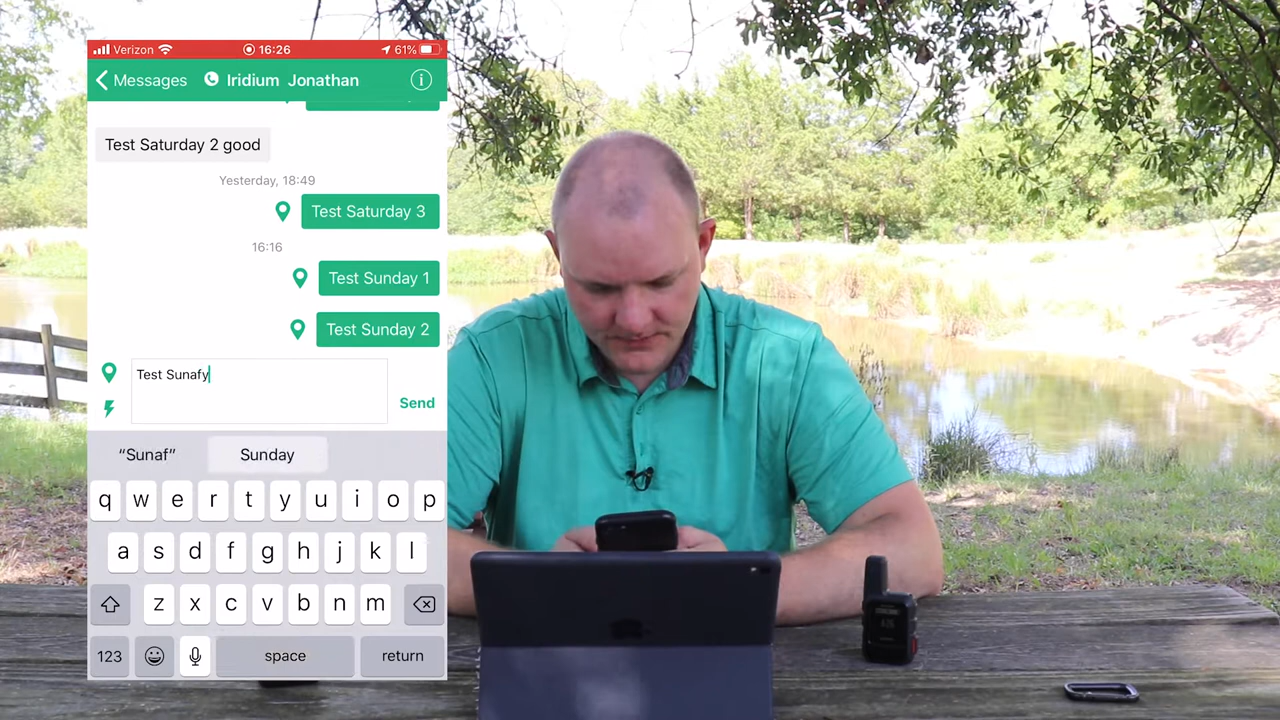 Verizon 16:26 61%
Messages Iridium Jonathan
Test Saturday 2 good
Yesterday, 18:49
Test Saturday 3
16:16
Test Sunday 1
Test Sunday 2
Test Sunafy
Send
“Sunaf” Sunday
q w e r t y u i o p
a s d f g h j k l
z x c v b n m
123 space return